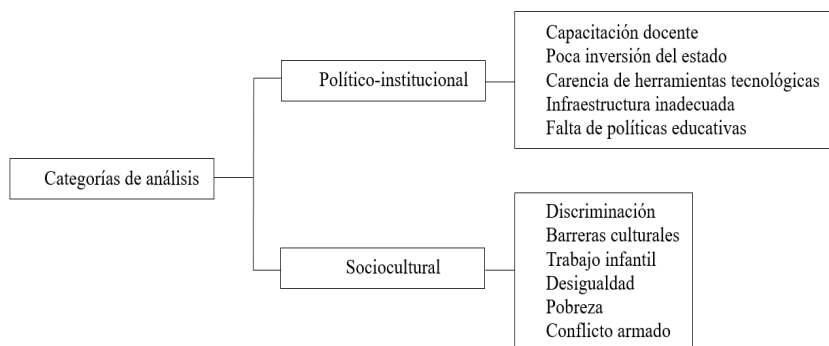 Categorías de análisis
Político-institucional
Capacitación docente
Poca inversión del estado
Carencia de herramientas tecnológicas
Infraestructura inadecuada
Falta de políticas educativas
Sociocultural
Discriminación
Barreras culturales
Trabajo infantil
Desigualdad
Pobreza
Conflicto armado